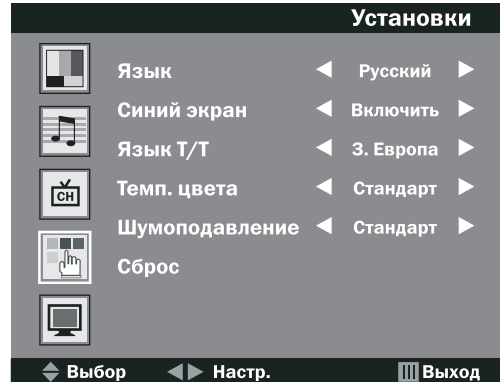 Установки
Язык Русский
Синий экран Включить
Язык Т/Т З. Европа
CH
Темп. цвета Стандарт
Шумоподавление Стандарт
Сброс
Выбор Настр. Выход